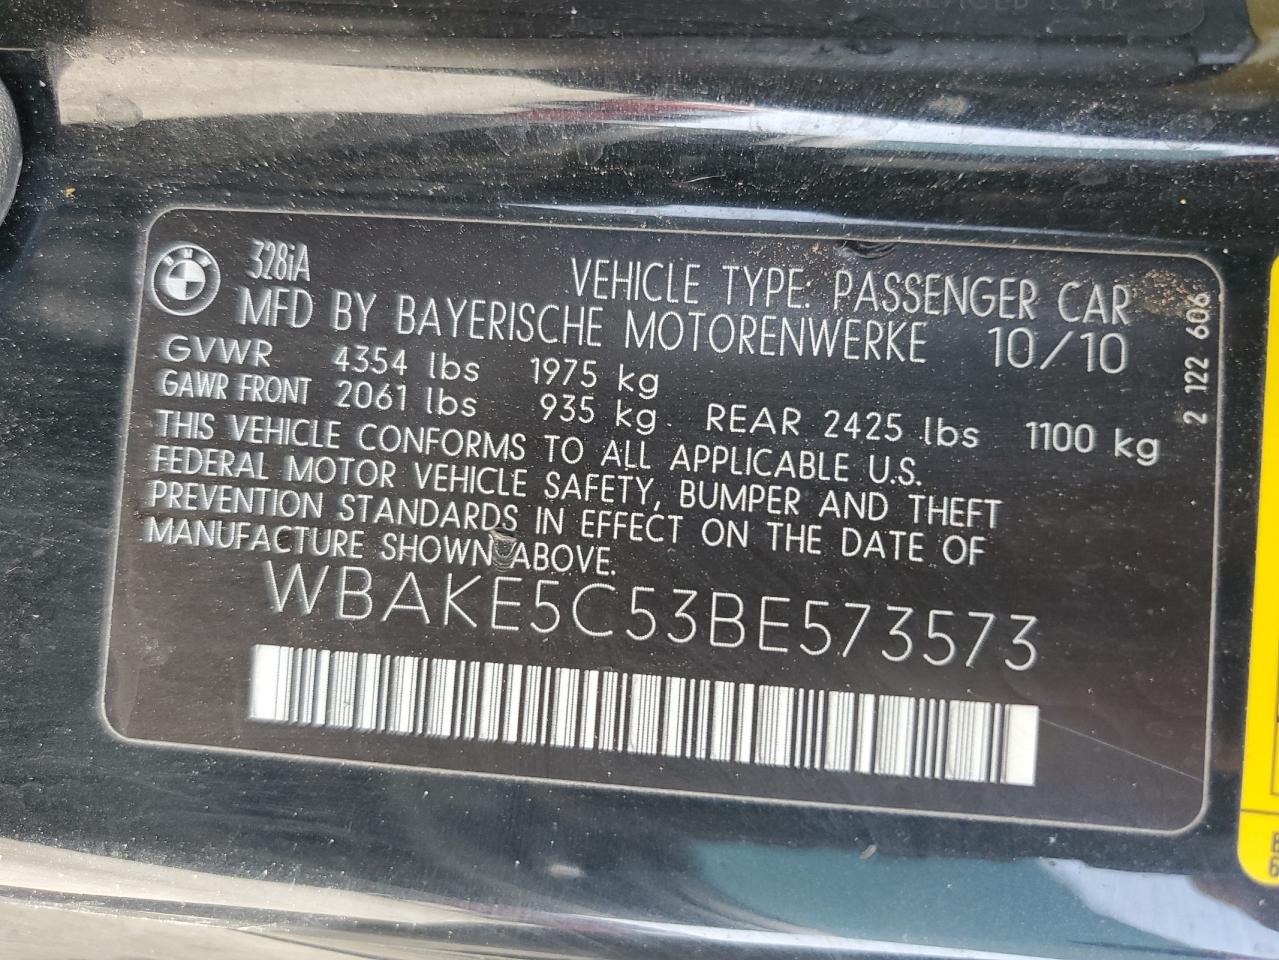 BMW
328iA
VEHICLE TYPE: PASSENGER CAR
MFD BY BAYERISCHE MOTORENWERKE 10/10
GVWR 4354 lbs 1975 kg
GAWR FRONT 2061 lbs 935 kg REAR 2425 lbs 1100 kg
THIS VEHICLE CONFORMS TO ALL APPLICABLE U.S.
FEDERAL MOTOR VEHICLE SAFETY, BUMPER AND THEFT
PREVENTION STANDARDS IN EFFECT ON THE DATE OF
MANUFACTURE SHOWN ABOVE.
WBAKE5C53BE573573
2 122 606